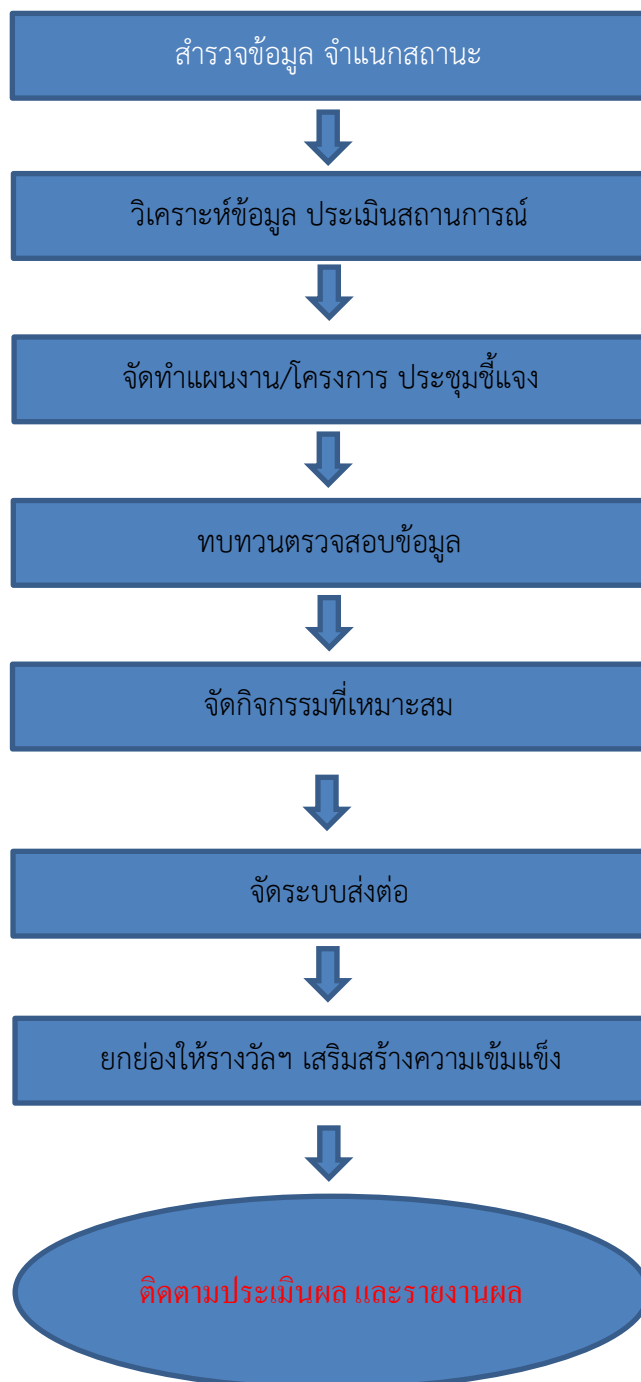 สำรวจข้อมูล จำแนกสถานะ
วิเคราะห์ข้อมูล ประเมินสถานการณ์
จัดทำแผนงาน/โครงการ ประชุมชี้แจง
ทบทวนตรวจสอบข้อมูล
จัดกิจกรรมที่เหมาะสม
จัดระบบส่งต่อ
ยกย่องให้รางวัลฯ เสริมสร้างความเข้มแข็ง
ติดตามประเมินผล และรายงานผล